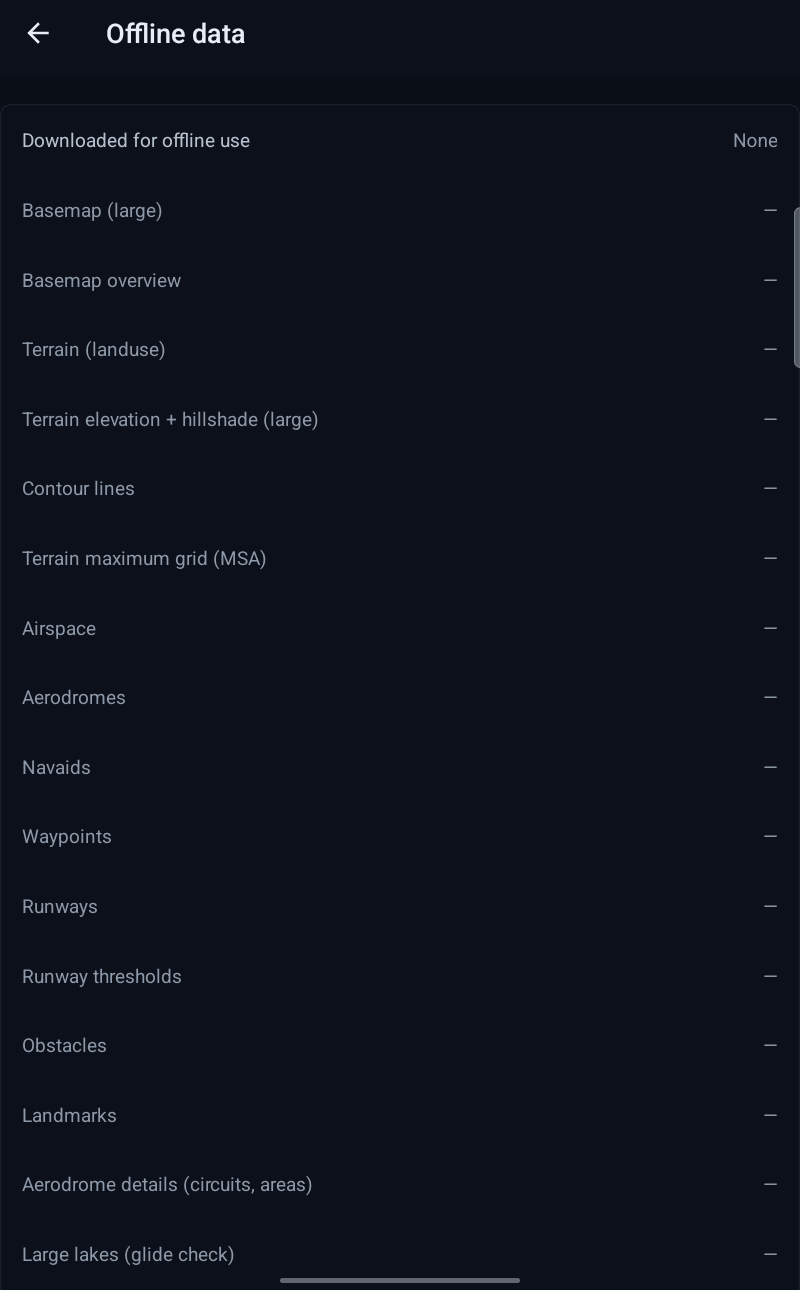 Offline data
Downloaded for offline use None
Basemap (large) —
Basemap overview —
Terrain (landuse) —
Terrain elevation + hillshade (large) —
Contour lines —
Terrain maximum grid (MSA) —
Airspace —
Aerodromes —
Navaids —
Waypoints —
Runways —
Runway thresholds —
Obstacles —
Landmarks —
Aerodrome details (circuits, areas) —
Large lakes (glide check) —